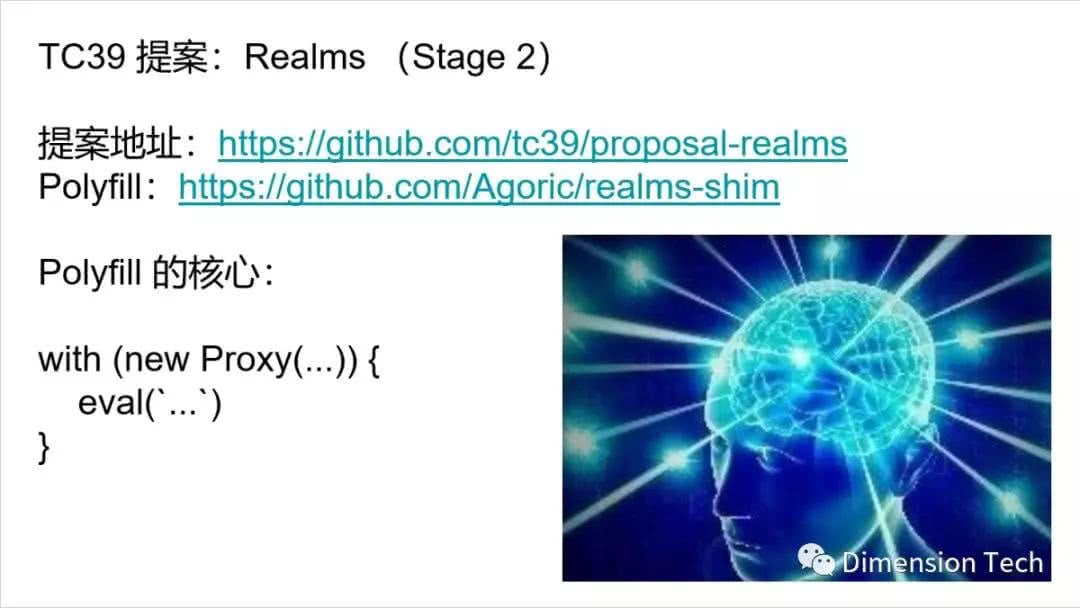 TC39 提案：Realms （Stage 2）
提案地址：https://github.com/tc39/proposal-realms
Polyfill：https://github.com/Agoric/realms-shim
Polyfill 的核心：
with (new Proxy(...)) {
eval(`...`)
}
Dimension Tech